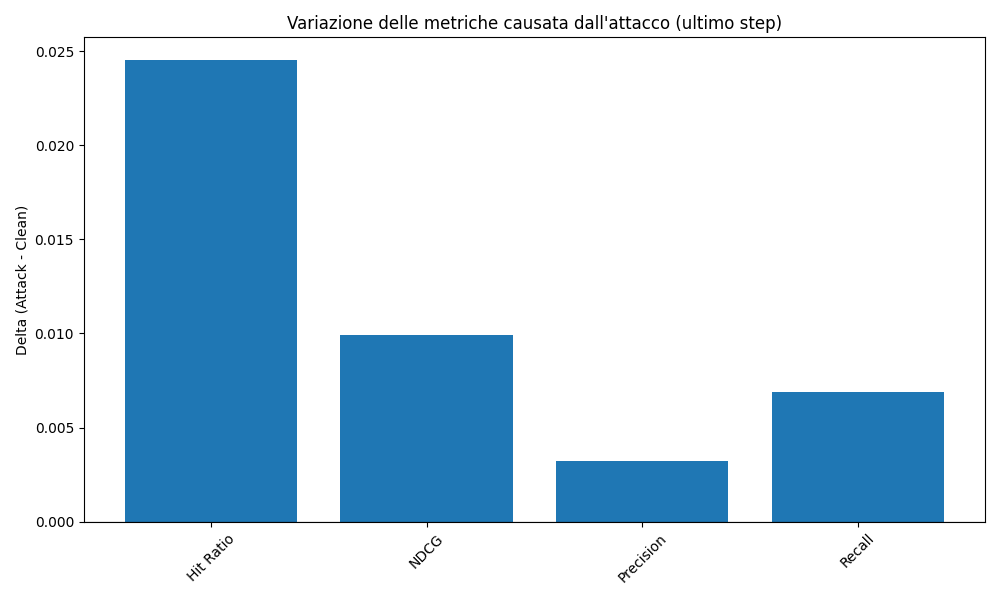 Variazione delle metriche causata dall'attacco (ultimo step)
Delta (Attack - Clean)
0.025
0.020
0.015
0.010
0.005
0.000
Hit Ratio
NDCG
Precision
Recall